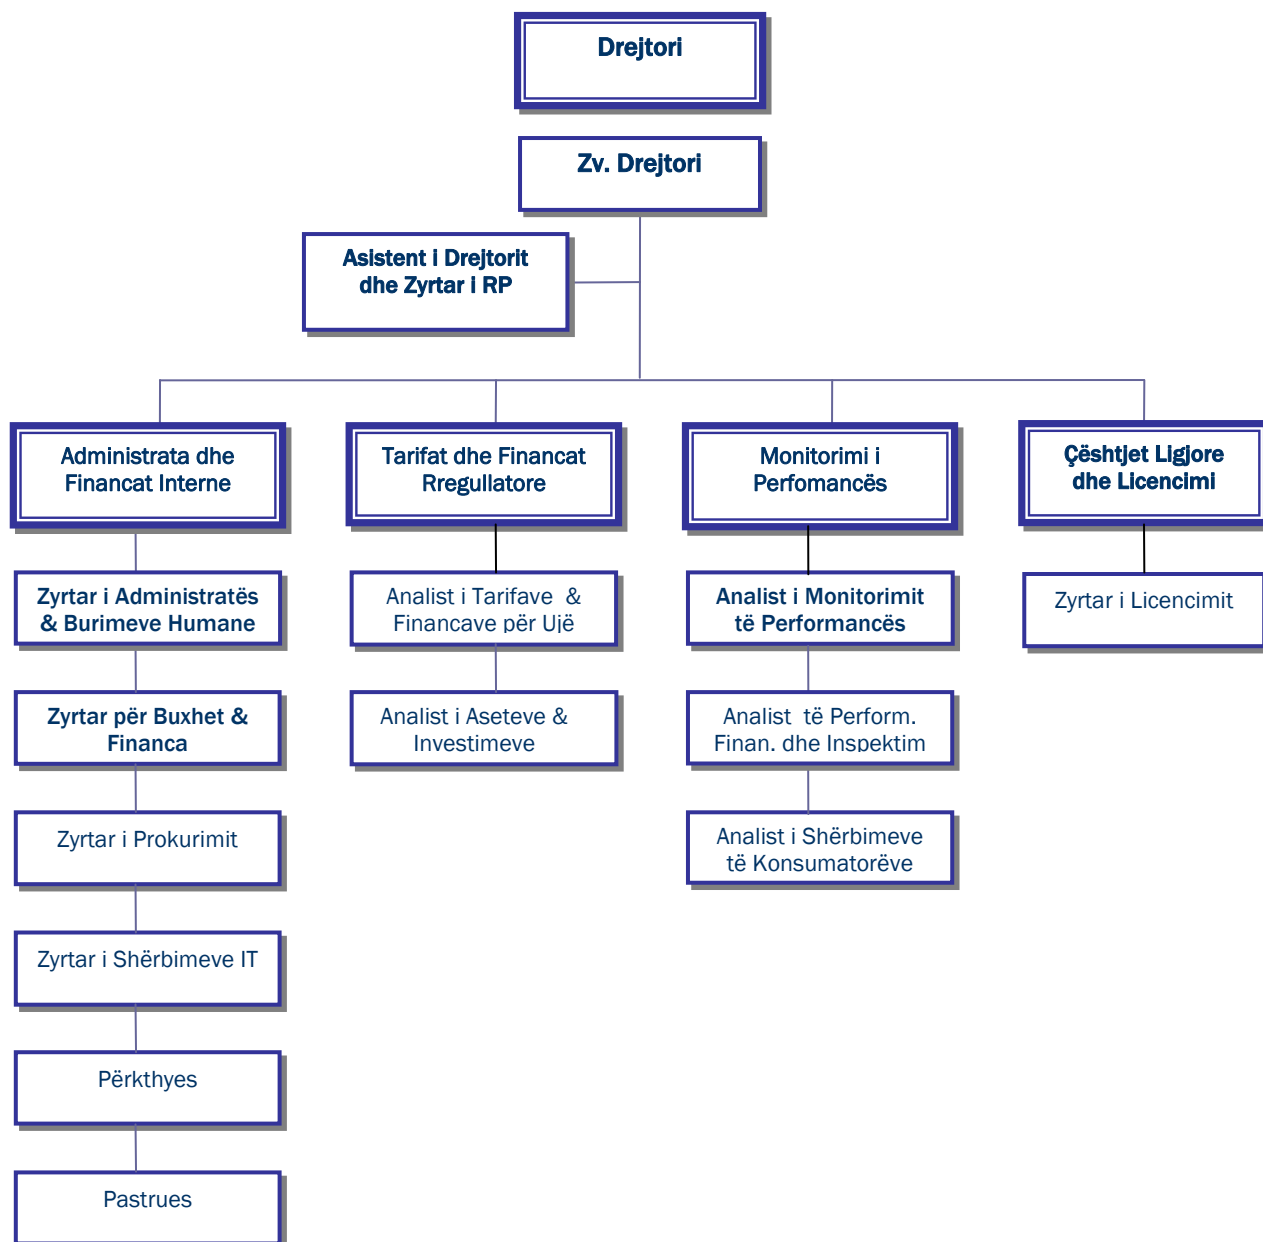 Drejtori
Zv. Drejtori
Asistent i Drejtorit
dhe Zyrtar i RP
Administrata dhe
Financat Interne
Tarifat dhe Financat
Rregullatore
Monitorimi i
Perfomancës
Çështjet Ligjore
dhe Licencimi
Zyrtar i Administratës
& Burimeve Humane
Analist i Tarifave &
Financave për Ujë
Analist i Monitorimit
të Performancës
Zyrtar i Licencimit
Zyrtar për Buxhet &
Financa
Analist i Aseteve &
Investimeve
Analist të Perform.
Finan. dhe Inspektim
Zyrtar i Prokurimit
Analist i Shërbimeve
të Konsumatorëve
Zyrtar i Shërbimeve IT
Përkthyes
Pastrues